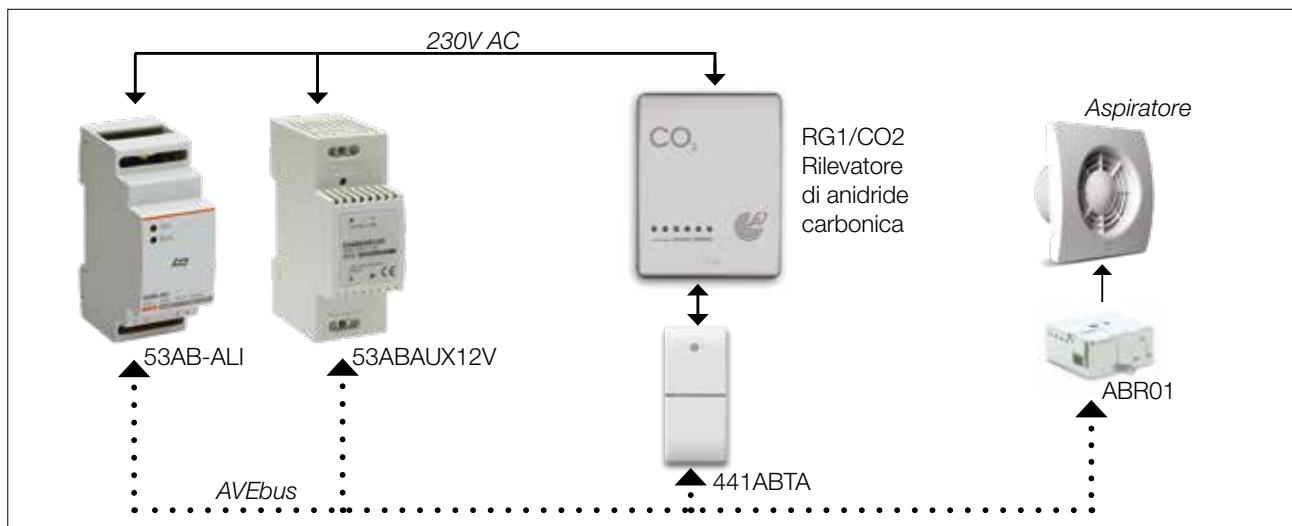 230V AC
CO2
RG1/CO2
Rilevatore
di anidride
carbonica
Aspiratore
53AB-ALI
53ABAUX12V
441ABTA
ABR01
AVEbus